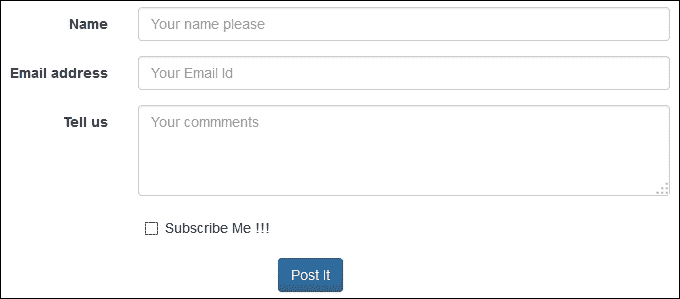 Name Your name please
Email address Your Email Id
Tell us Your commments
Subscribe Me !!!
Post It